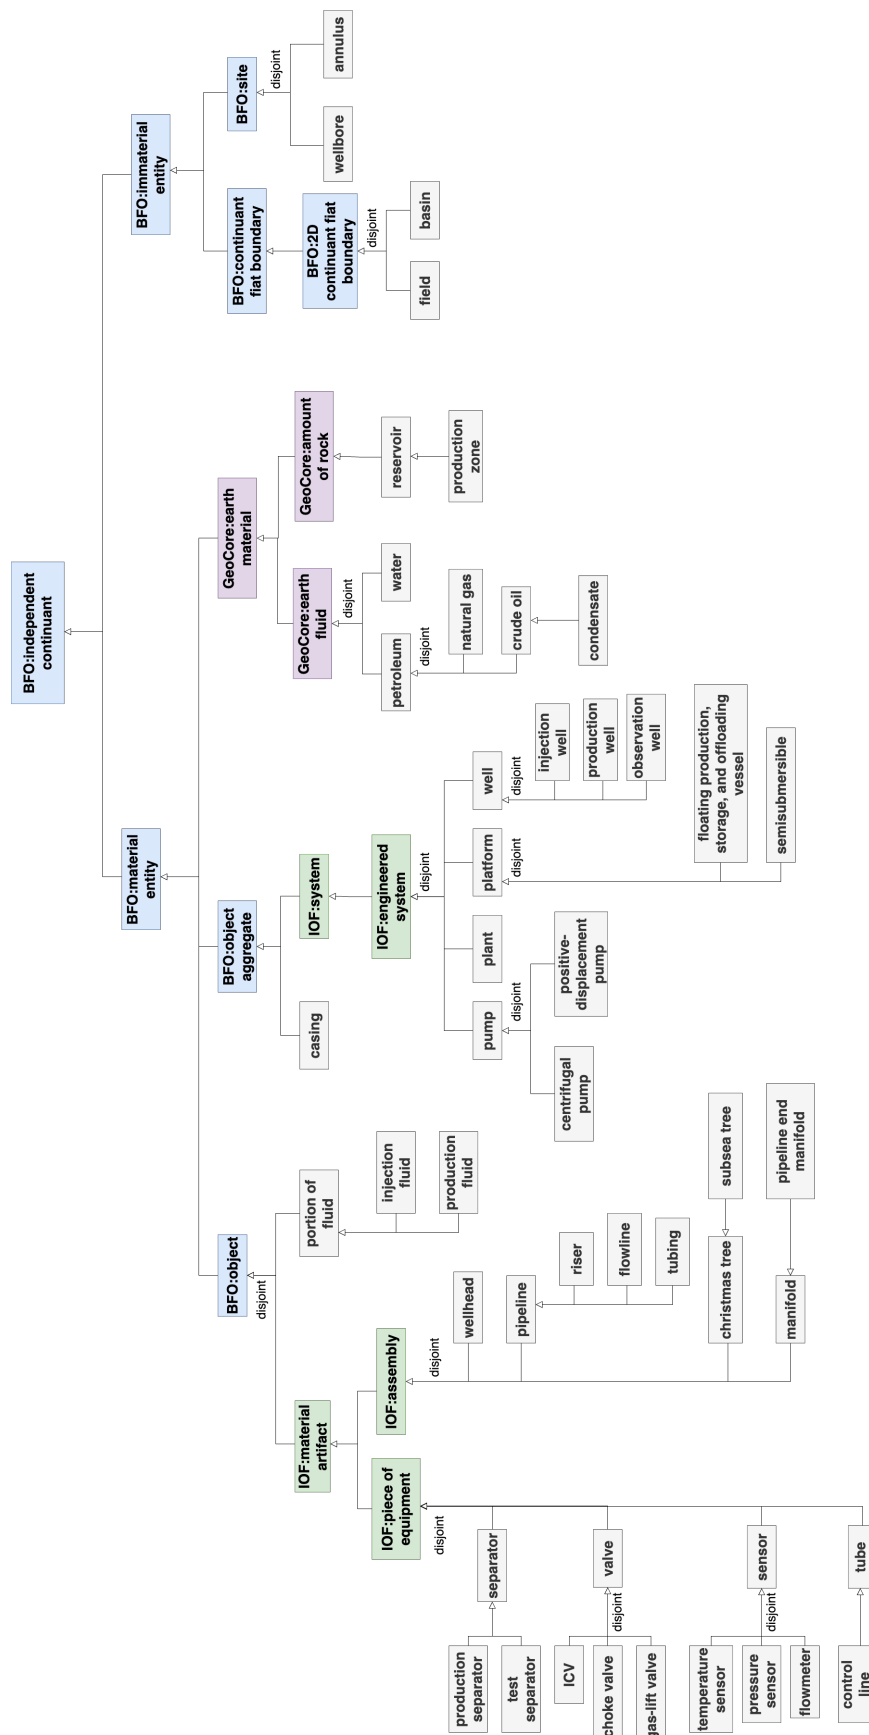 BFO:independent
continuant
BFO:material
entity
BFO:immaterial
entity
BFO:object
disjoint
BFO:object
aggregate
GeoCore:earth
material
BFO:continuant
fiat boundary
BFO:site
disjoint
IOF:material
artifact
portion of
fluid
casing
IOF:system
GeoCore:earth
fluid
disjoint
GeoCore:amount
of rock
BFO:2D
continuant fiat
boundary
disjoint
wellbore
annulus
IOF:piece of
equipment
disjoint
IOF:assembly
disjoint
injection
fluid
production
fluid
IOF:engineered
system
disjoint
petroleum
disjoint
water
reservoir
field
basin
wellhead
pipeline
riser
flowline
tubing
christmas tree
subsea tree
manifold
pipeline end
manifold
pump
disjoint
plant
platform
disjoint
well
disjoint
centrifugal
pump
positive-
displacement
pump
injection
well
production
well
observation
well
floating production,
storage, and offloading
vessel
semisubmersible
natural gas
crude oil
condensate
production
zone
separator
production
separator
test
separator
valve
disjoint
ICV
choke valve
gas-lift valve
sensor
disjoint
temperature
sensor
pressure
sensor
flowmeter
tube
control
line